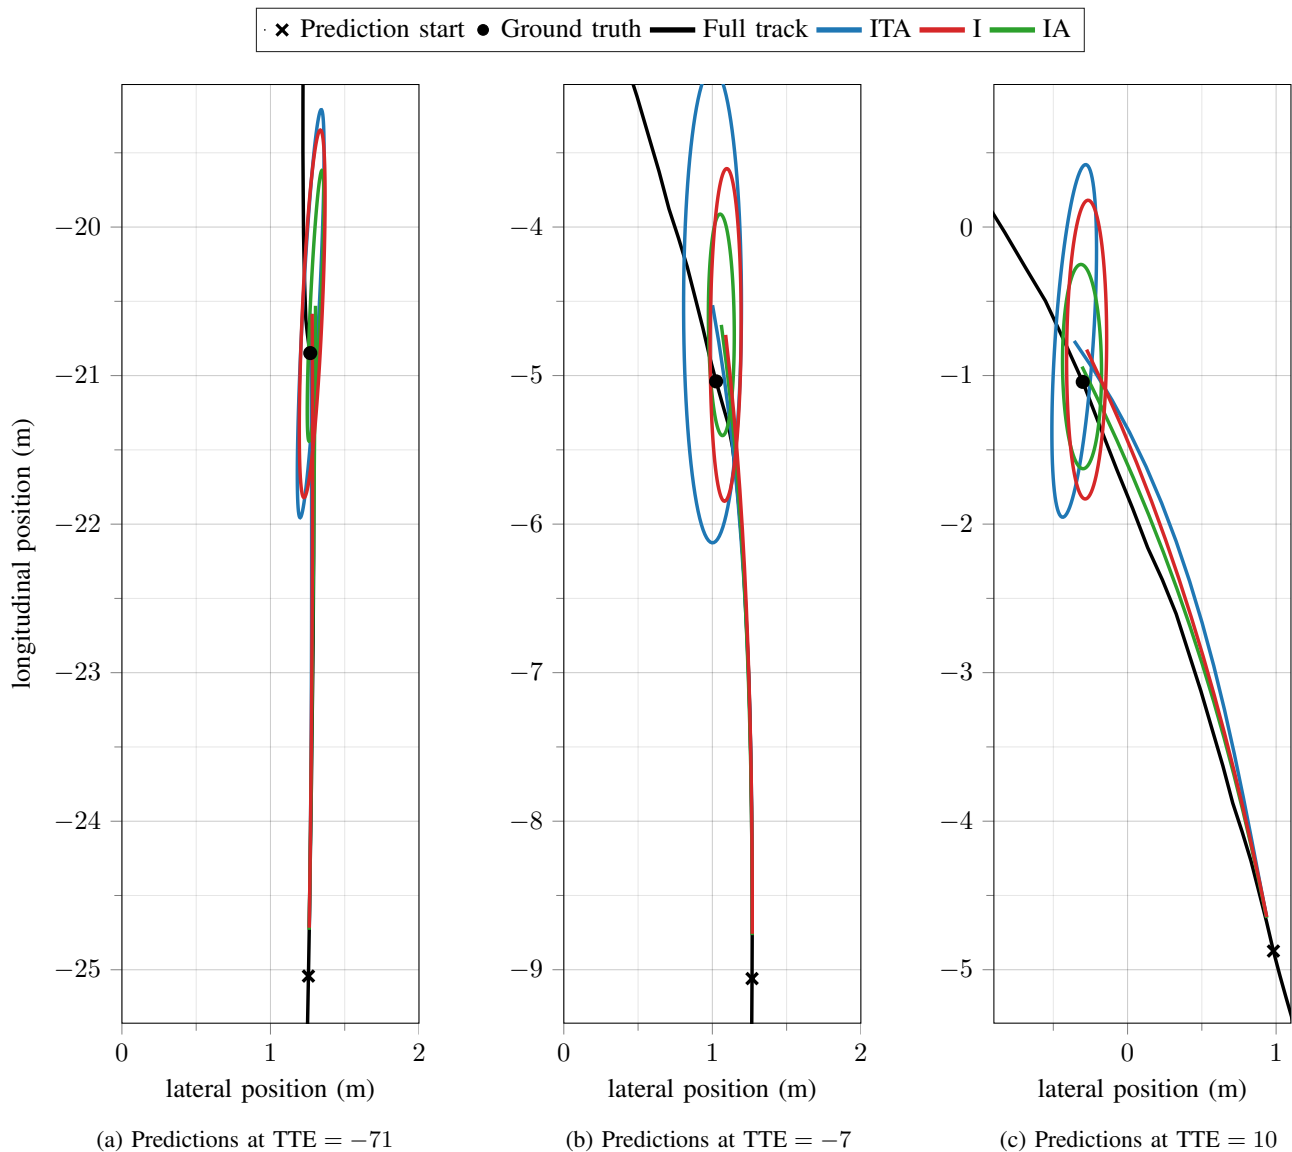 Prediction start Ground truth Full track ITA I IA
longitudinal position (m)
−20
−21
−22
−23
−24
−25
0 1 2
lateral position (m)
(a) Predictions at TTE = −71
−4
−5
−6
−7
−8
−9
0 1 2
lateral position (m)
(b) Predictions at TTE = −7
0
−1
−2
−3
−4
−5
0 1
lateral position (m)
(c) Predictions at TTE = 10